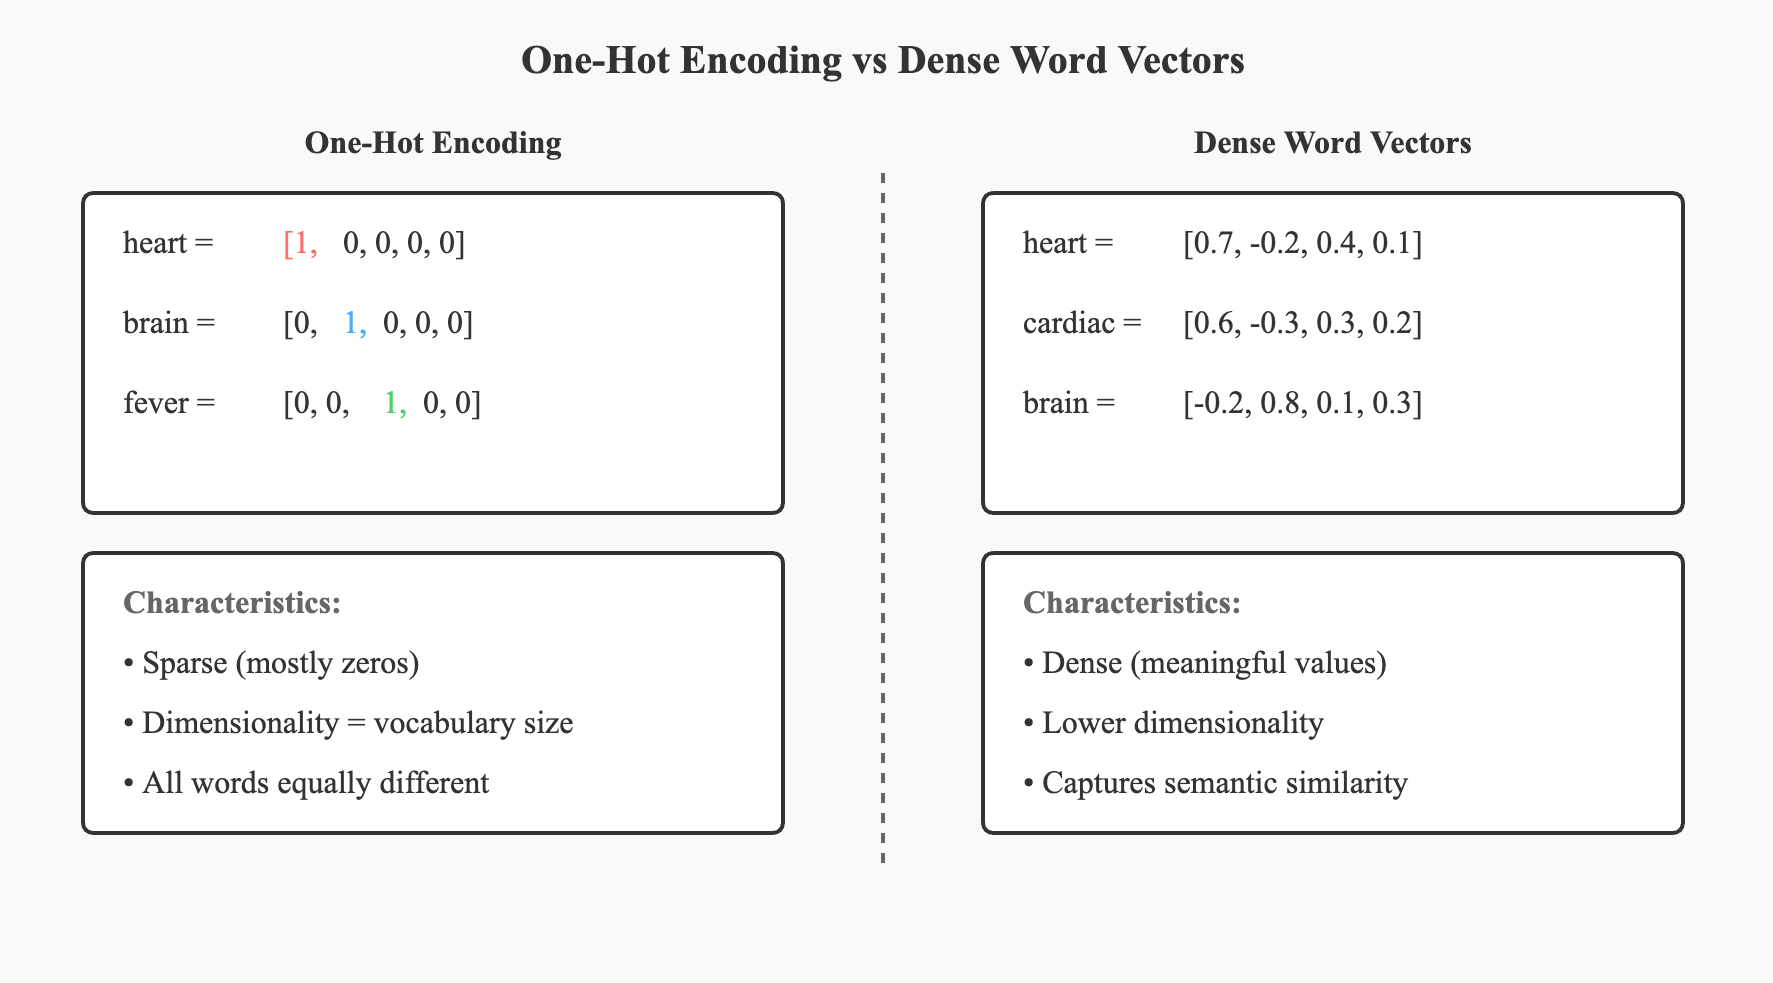 One-Hot Encoding vs Dense Word Vectors
One-Hot Encoding
heart = [1, 0, 0, 0, 0]
brain = [0, 1, 0, 0, 0]
fever = [0, 0, 1, 0, 0]
Characteristics:
• Sparse (mostly zeros)
• Dimensionality = vocabulary size
• All words equally different
Dense Word Vectors
heart = [0.7, -0.2, 0.4, 0.1]
cardiac = [0.6, -0.3, 0.3, 0.2]
brain = [-0.2, 0.8, 0.1, 0.3]
Characteristics:
• Dense (meaningful values)
• Lower dimensionality
• Captures semantic similarity